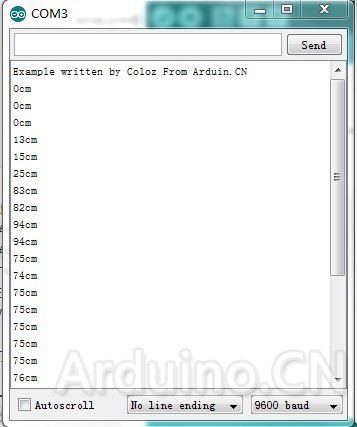 COM3
Send
Example written by Coloz From Arduin.CN
0cm
0cm
0cm
13cm
15cm
25cm
83cm
82cm
94cm
94cm
75cm
74cm
75cm
75cm
75cm
75cm
75cm
76cm
Arduino.CN
Autoscroll
No line ending
9600 baud